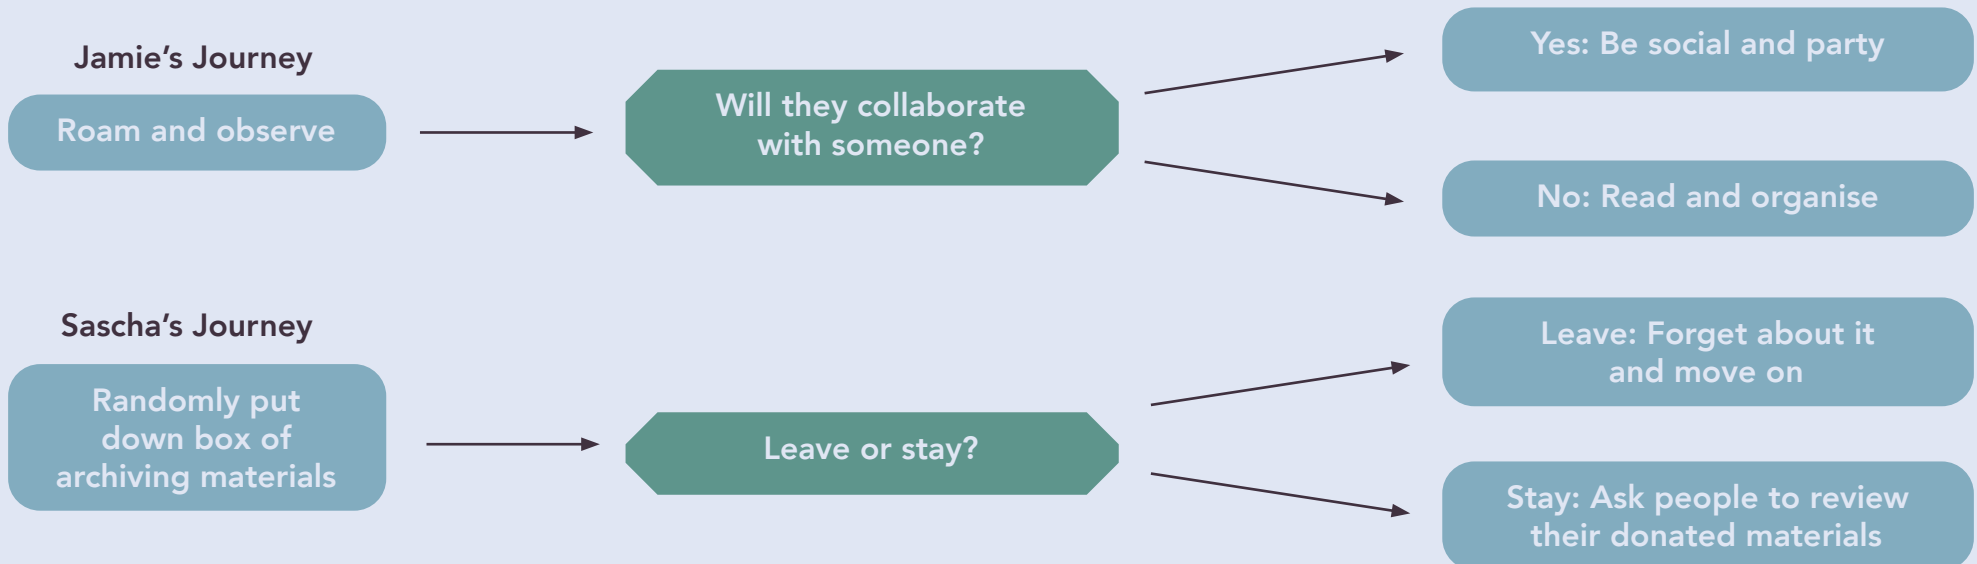 Jamie’s Journey
Roam and observe
Will they collaborate
with someone?
Yes: Be social and party
No: Read and organise
Sascha’s Journey
Randomly put
down box of
archiving materials
Leave or stay?
Leave: Forget about it
and move on
Stay: Ask people to review
their donated materials